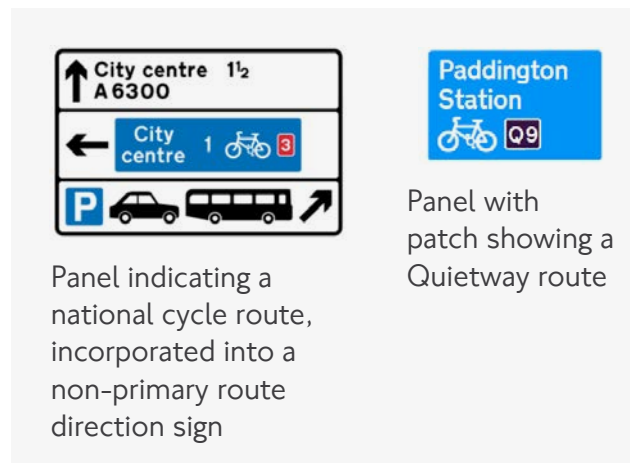 City centre 1½
A6300
City
centre 1 3
P
Panel indicating a
national cycle route,
incorporated into a
non-primary route
direction sign
Paddington
Station
Q9
Panel with
patch showing a
Quietway route